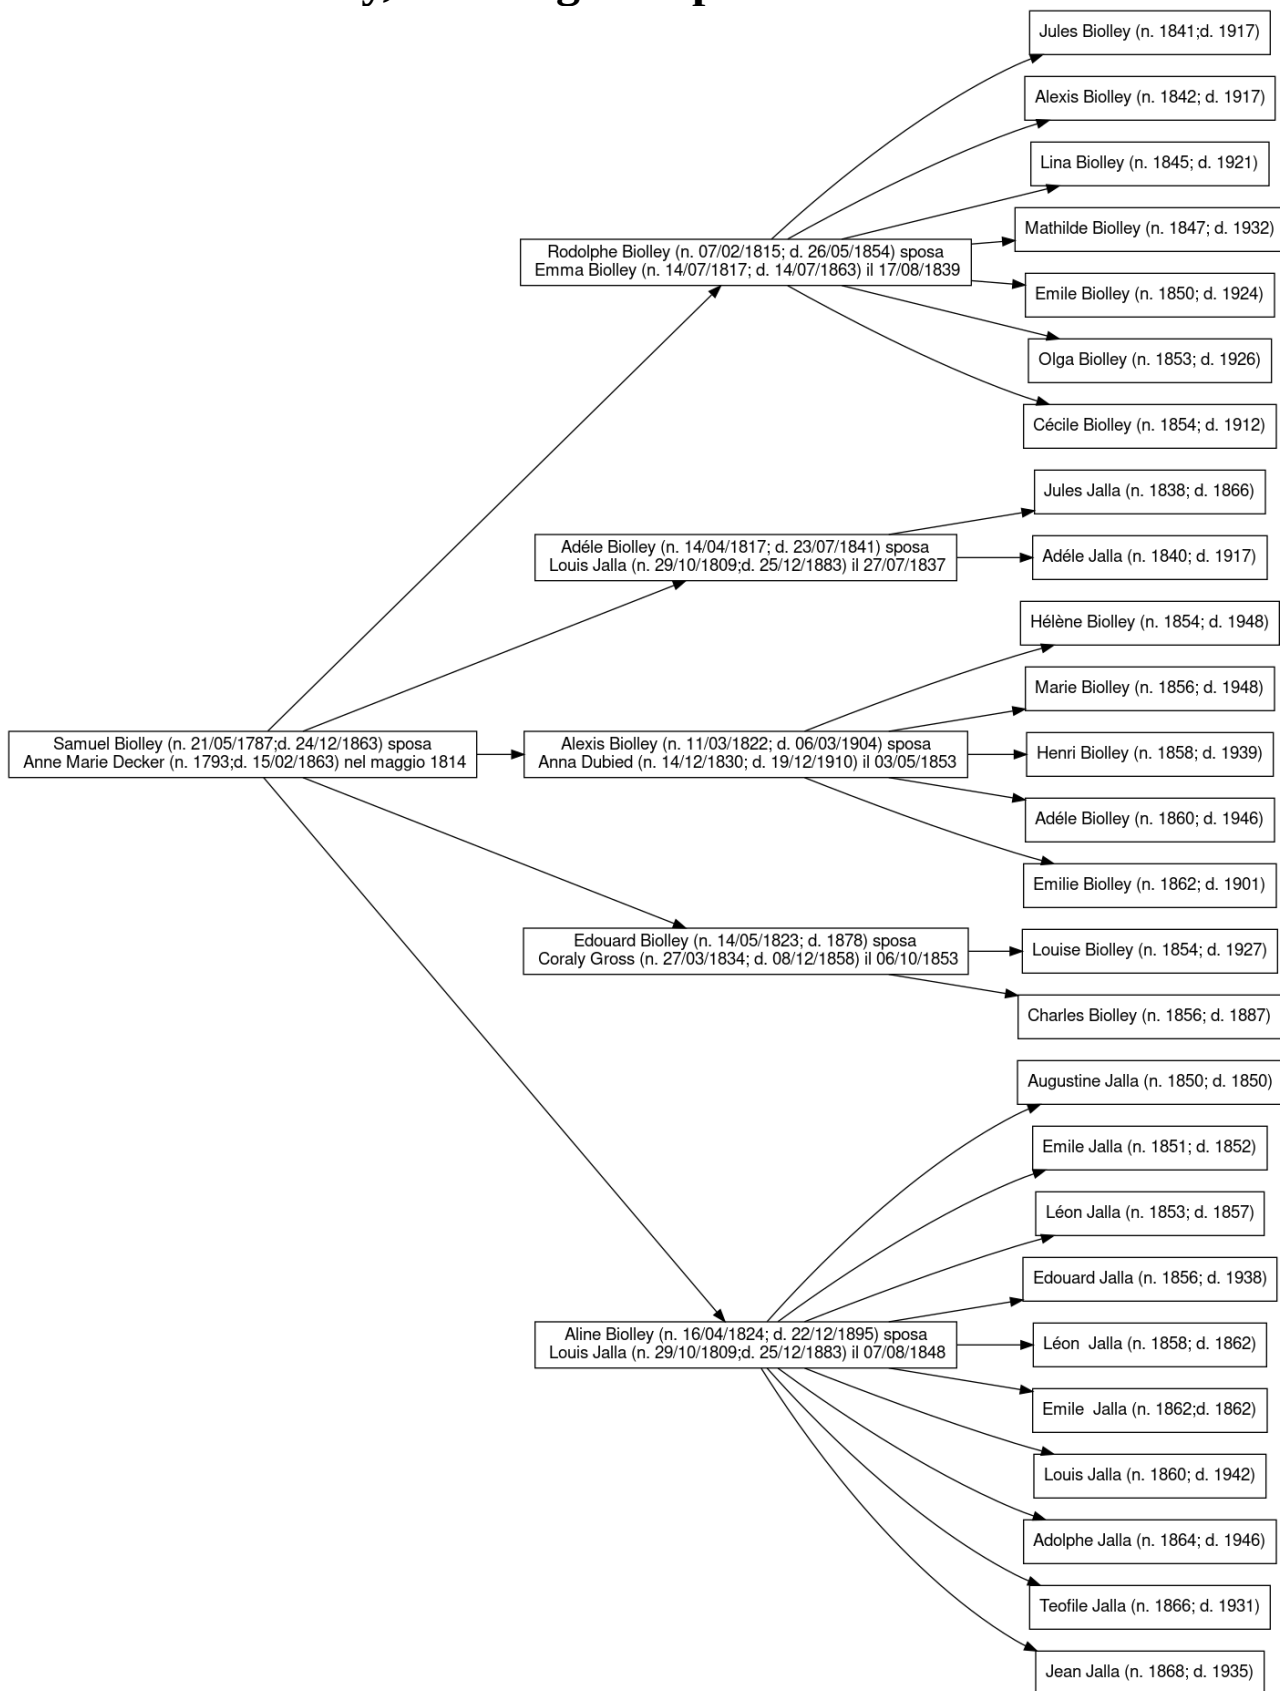 Jules Biolley (n. 1841;d. 1917)
Alexis Biolley (n. 1842; d. 1917)
Lina Biolley (n. 1845; d. 1921)
Mathilde Biolley (n. 1847; d. 1932)
Rodolphe Biolley (n. 07/02/1815; d. 26/05/1854) sposa
Emma Biolley (n. 14/07/1817; d. 14/07/1863) il 17/08/1839
Emile Biolley (n. 1850; d. 1924)
Olga Biolley (n. 1853; d. 1926)
Cécile Biolley (n. 1854; d. 1912)
Jules Jalla (n. 1838; d. 1866)
Adéle Biolley (n. 14/04/1817; d. 23/07/1841) sposa
Louis Jalla (n. 29/10/1809;d. 25/12/1883) il 27/07/1837
Adéle Jalla (n. 1840; d. 1917)
Hélène Biolley (n. 1854; d. 1948)
Marie Biolley (n. 1856; d. 1948)
Samuel Biolley (n. 21/05/1787;d. 24/12/1863) sposa
Anne Marie Decker (n. 1793;d. 15/02/1863) nel maggio 1814
Alexis Biolley (n. 11/03/1822; d. 06/03/1904) sposa
Anna Dubied (n. 14/12/1830; d. 19/12/1910) il 03/05/1853
Henri Biolley (n. 1858; d. 1939)
Adéle Biolley (n. 1860; d. 1946)
Emilie Biolley (n. 1862; d. 1901)
Edouard Biolley (n. 14/05/1823; d. 1878) sposa
Coraly Gross (n. 27/03/1834; d. 08/12/1858) il 06/10/1853
Louise Biolley (n. 1854; d. 1927)
Charles Biolley (n. 1856; d. 1887)
Augustine Jalla (n. 1850; d. 1850)
Emile Jalla (n. 1851; d. 1852)
Léon Jalla (n. 1853; d. 1857)
Edouard Jalla (n. 1856; d. 1938)
Aline Biolley (n. 16/04/1824; d. 22/12/1895) sposa
Louis Jalla (n. 29/10/1809;d. 25/12/1883) il 07/08/1848
Léon  Jalla (n. 1858; d. 1862)
Emile  Jalla (n. 1862;d. 1862)
Louis Jalla (n. 1860; d. 1942)
Adolphe Jalla (n. 1864; d. 1946)
Teofile Jalla (n. 1866; d. 1931)
Jean Jalla (n. 1868; d. 1935)